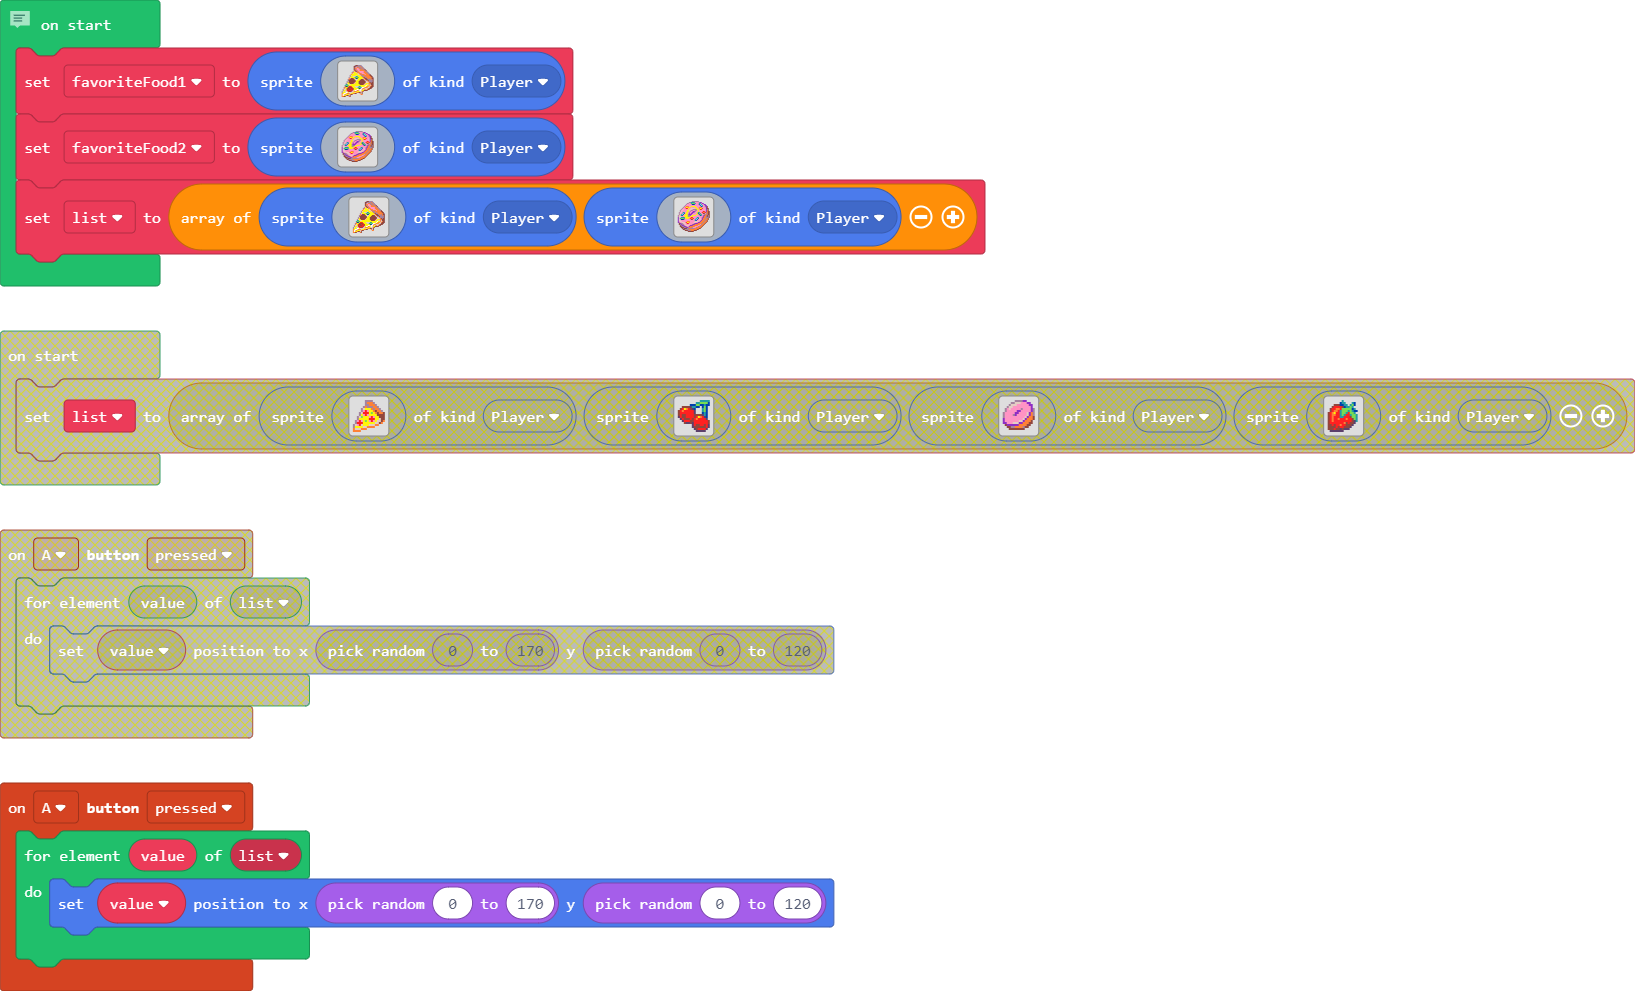 on start
set favoriteFood1 to sprite of kind Player
set favoriteFood2 to sprite of kind Player
set list to array of sprite of kind Player sprite of kind Player
on start
set list to array of sprite of kind Player sprite of kind Player sprite of kind Player sprite of kind Player
on A button pressed
for element value of list
do set value position to x pick random 0 to 170 y pick random 0 to 120
on A button pressed
for element value of list
do set value position to x pick random 0 to 170 y pick random 0 to 120